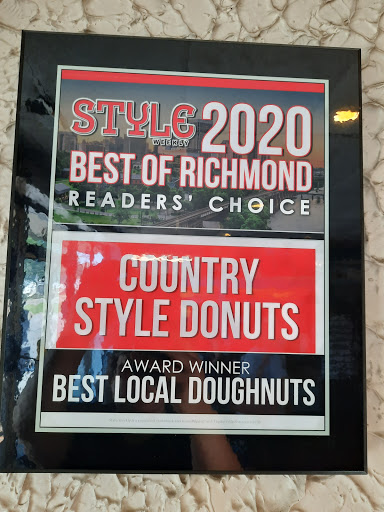 STYLE WEEKLY 2020
BEST OF RICHMOND
READERS' CHOICE
COUNTRY
STYLE DONUTS
AWARD WINNER
BEST LOCAL DOUGHNUTS